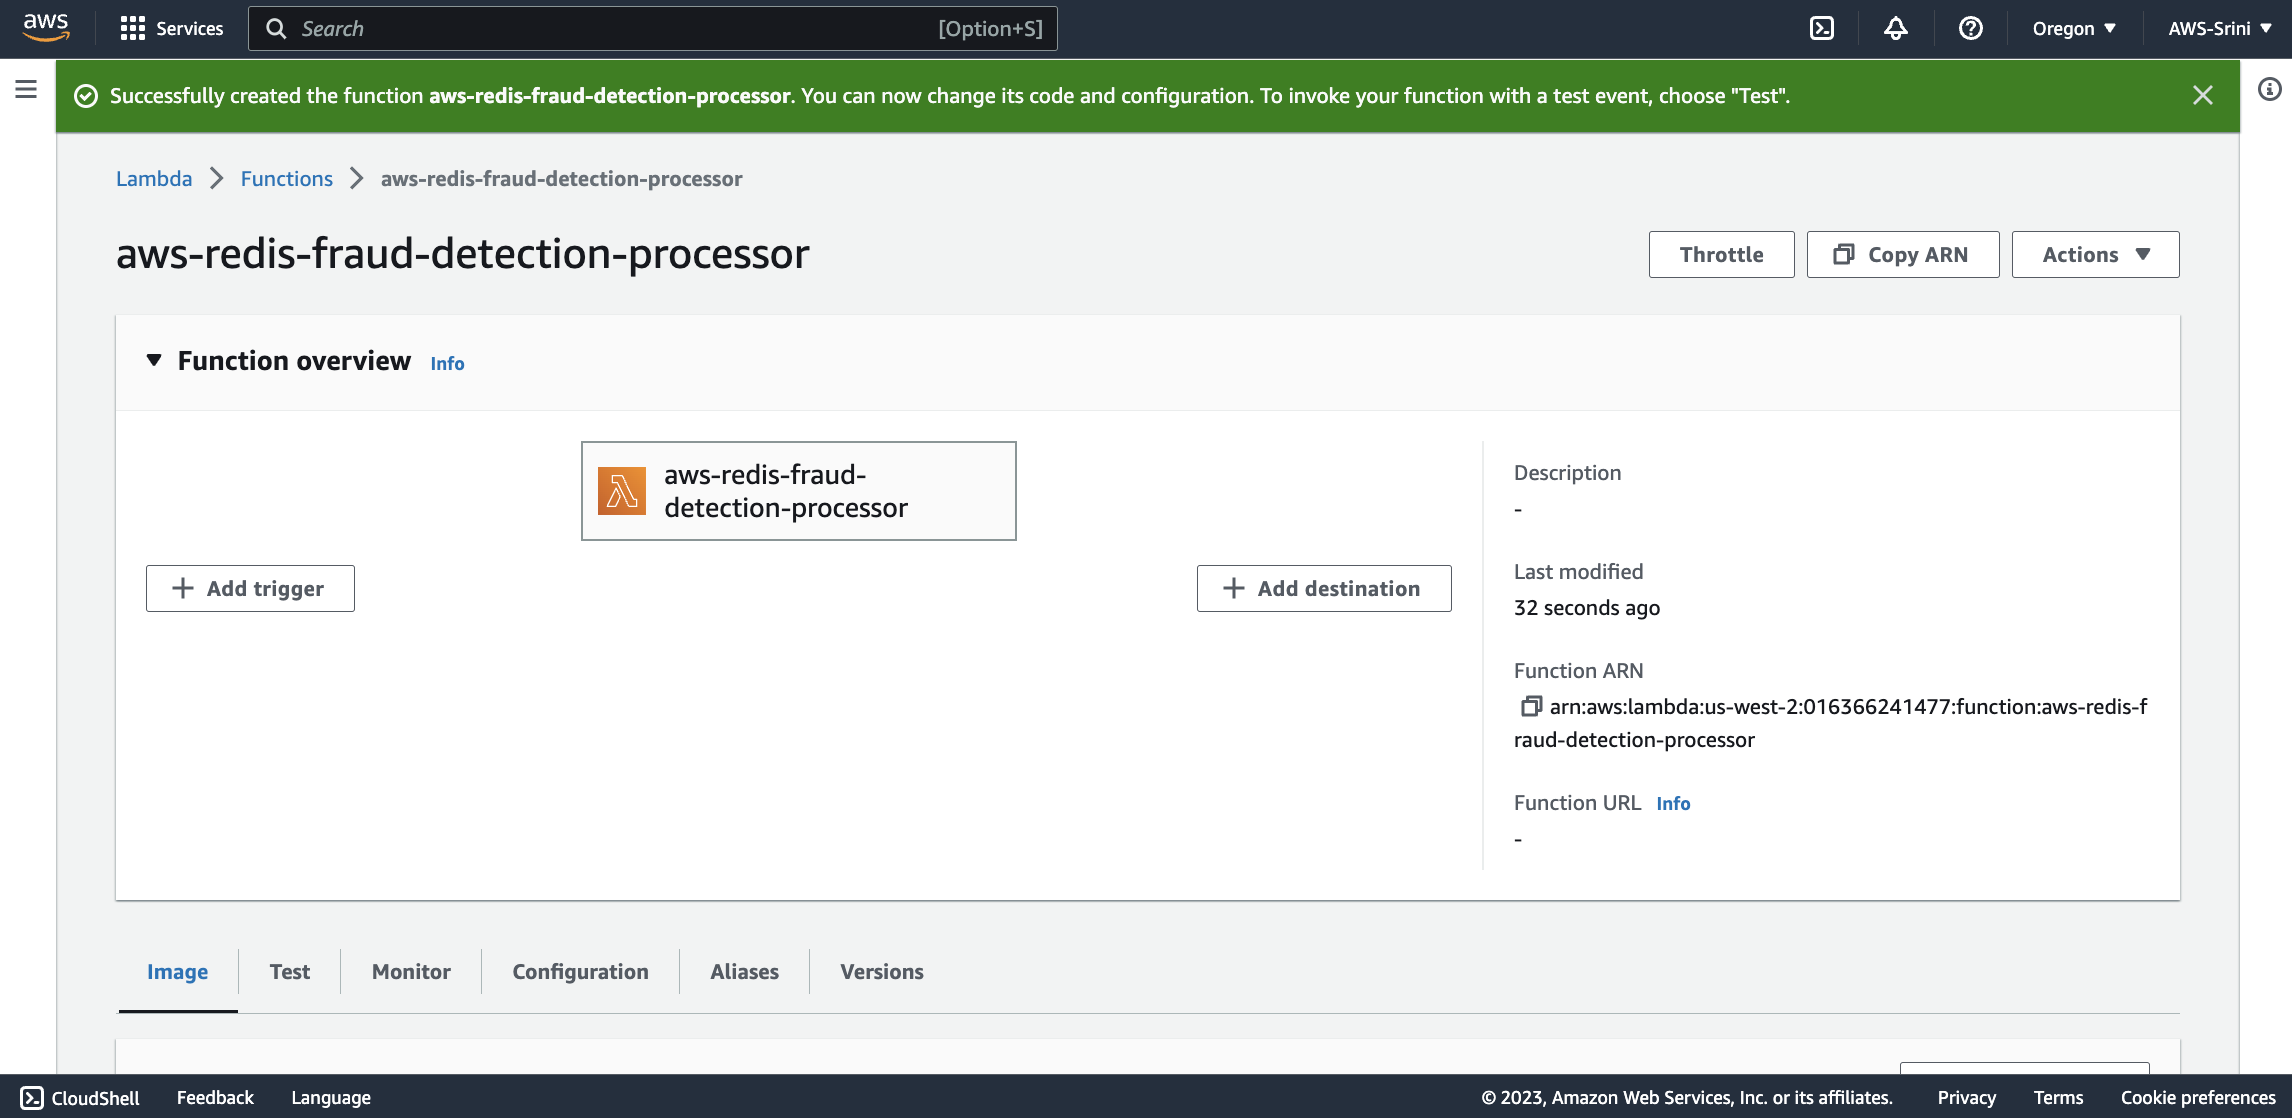 aws Services Search [Option+S] Oregon AWS-Srini
Successfully created the function aws-redis-fraud-detection-processor. You can now change its code and configuration. To invoke your function with a test event, choose "Test".
Lambda Functions aws-redis-fraud-detection-processor
aws-redis-fraud-detection-processor
Throttle Copy ARN Actions
Function overview Info
aws-redis-fraud-
detection-processor
Add trigger
Add destination
Description
-
Last modified
32 seconds ago
Function ARN
arn:aws:lambda:us-west-2:016366241477:function:aws-redis-f
raud-detection-processor
Function URL Info
-
Image Test Monitor Configuration Aliases Versions
CloudShell Feedback Language © 2023, Amazon Web Services, Inc. or its affiliates. Privacy Terms Cookie preferences